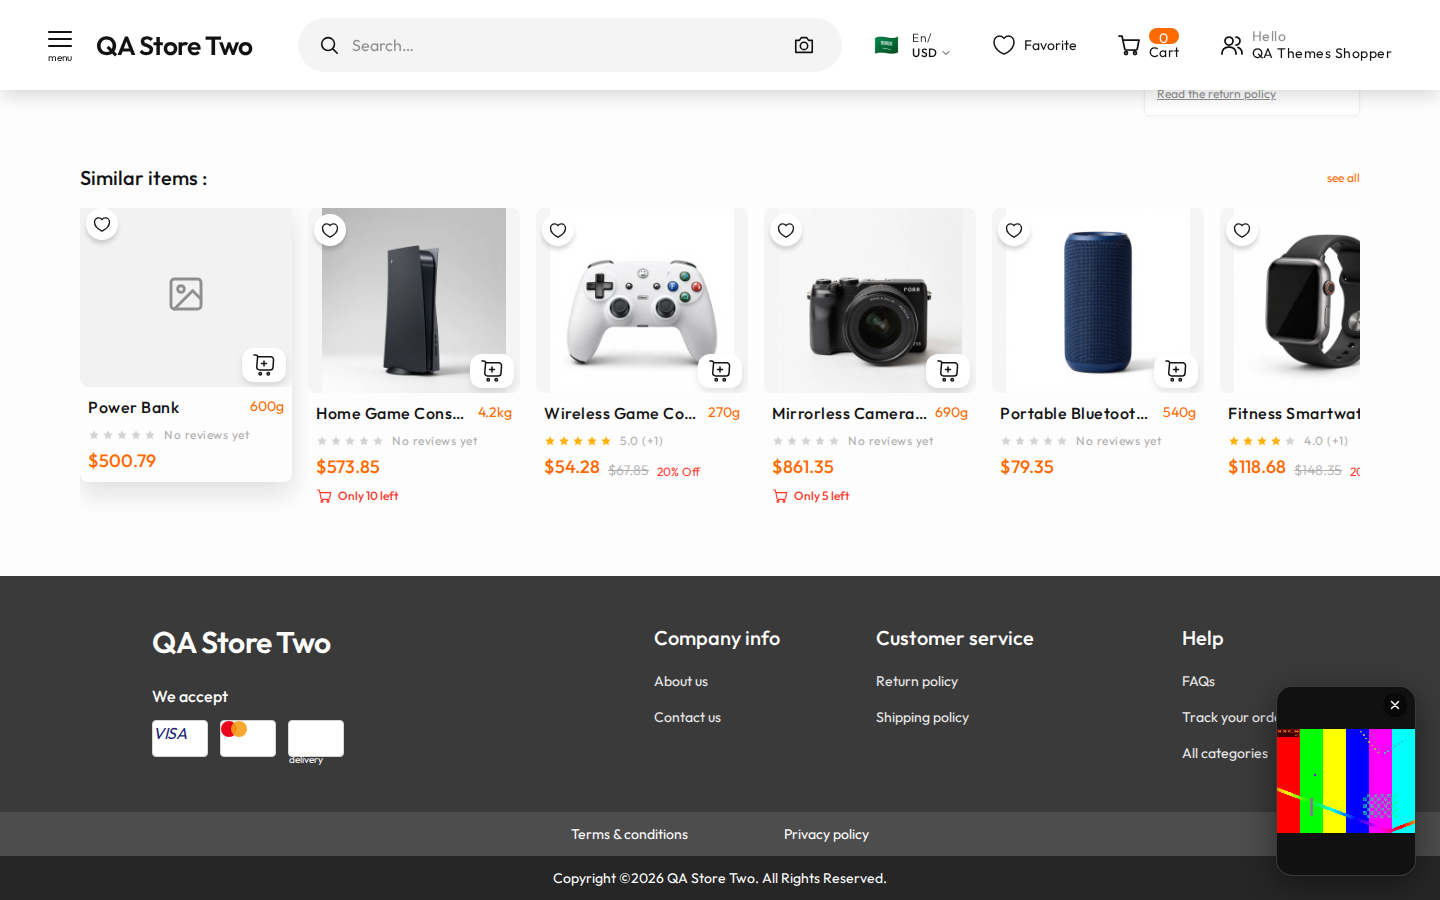 menu
QA Store Two
Search...
En/
USD
Favorite
0
Cart
Hello
QA Themes Shopper
Read the return policy
Similar items :
see all
Power Bank 600g
No reviews yet
$500.79
Home Game Cons... 4.2kg
No reviews yet
$573.85
Only 10 left
Wireless Game Co... 270g
5.0 (+1)
$54.28 $67.85 20% Off
Mirrorless Camera... 690g
No reviews yet
$861.35
Only 5 left
Portable Bluetoot... 540g
No reviews yet
$79.35
Fitness Smartwat
4.0 (+1)
$118.68 $148.35 20
QA Store Two
We accept
VISA
delivery
Company info
About us
Contact us
Customer service
Return policy
Shipping policy
Help
FAQs
Track your orde
All categories
Terms & conditions
Privacy policy
Copyright ©2026 QA Store Two. All Rights Reserved.